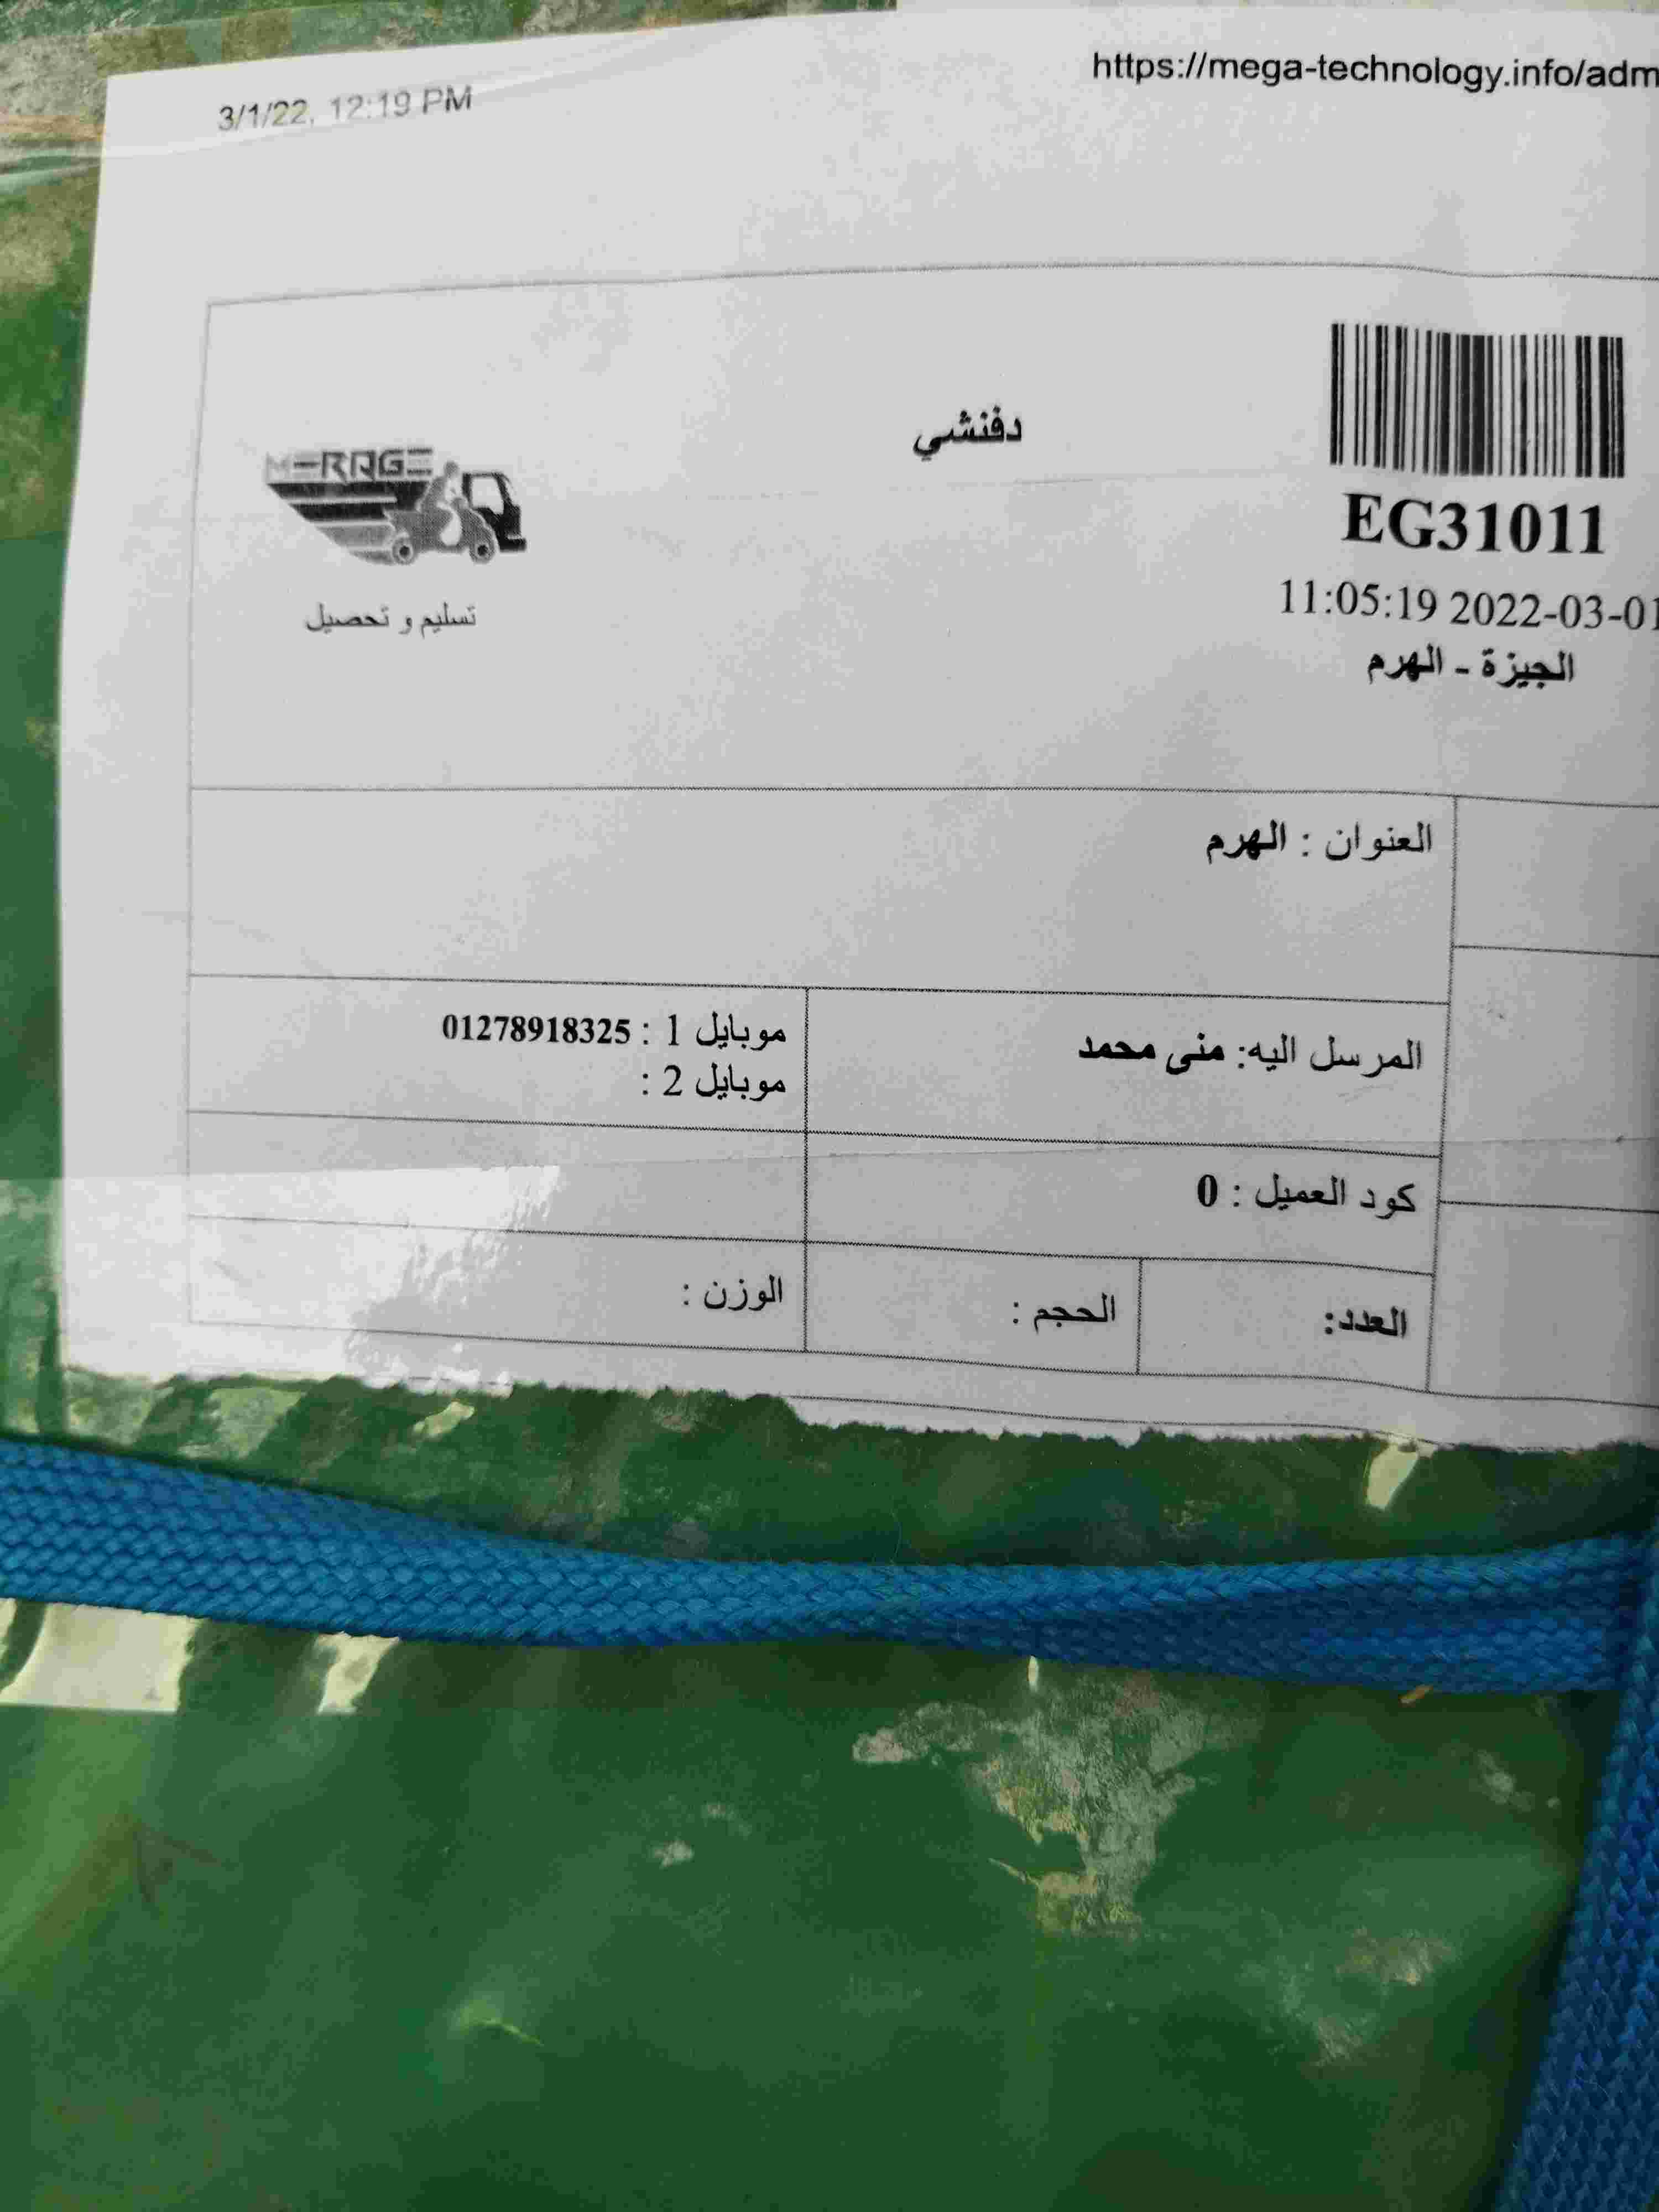 3/1/22, 12:19 PM
https://mega-technology.info/adm
MERAGE
تسليم و تحصيل
دفنشي
EG31011
11:05:19 2022-03-01
الجيزة - الهرم
العنوان : الهرم
المرسل اليه: منى محمد
موبايل 1 : 01278918325
موبايل 2 :
كود العميل : 0
العدد:
الحجم :
الوزن :